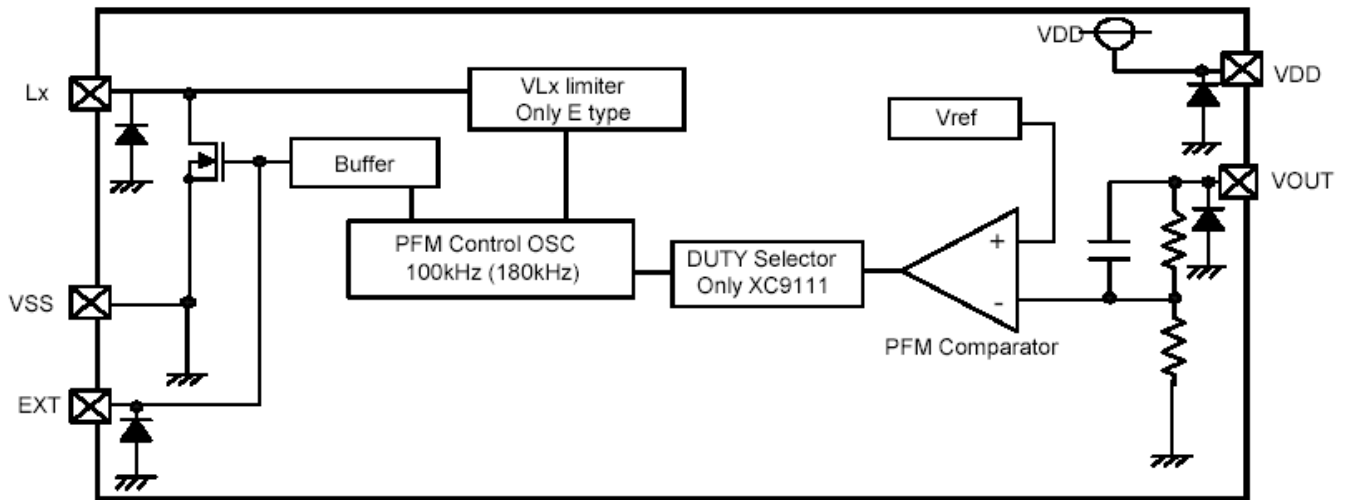 VDD
Lx
VLx limiter
Only E type
VDD
Vref
Buffer
VOUT
PFM Control OSC
100kHz (180kHz)
DUTY Selector
Only XC9111
+
-
VSS
PFM Comparator
EXT